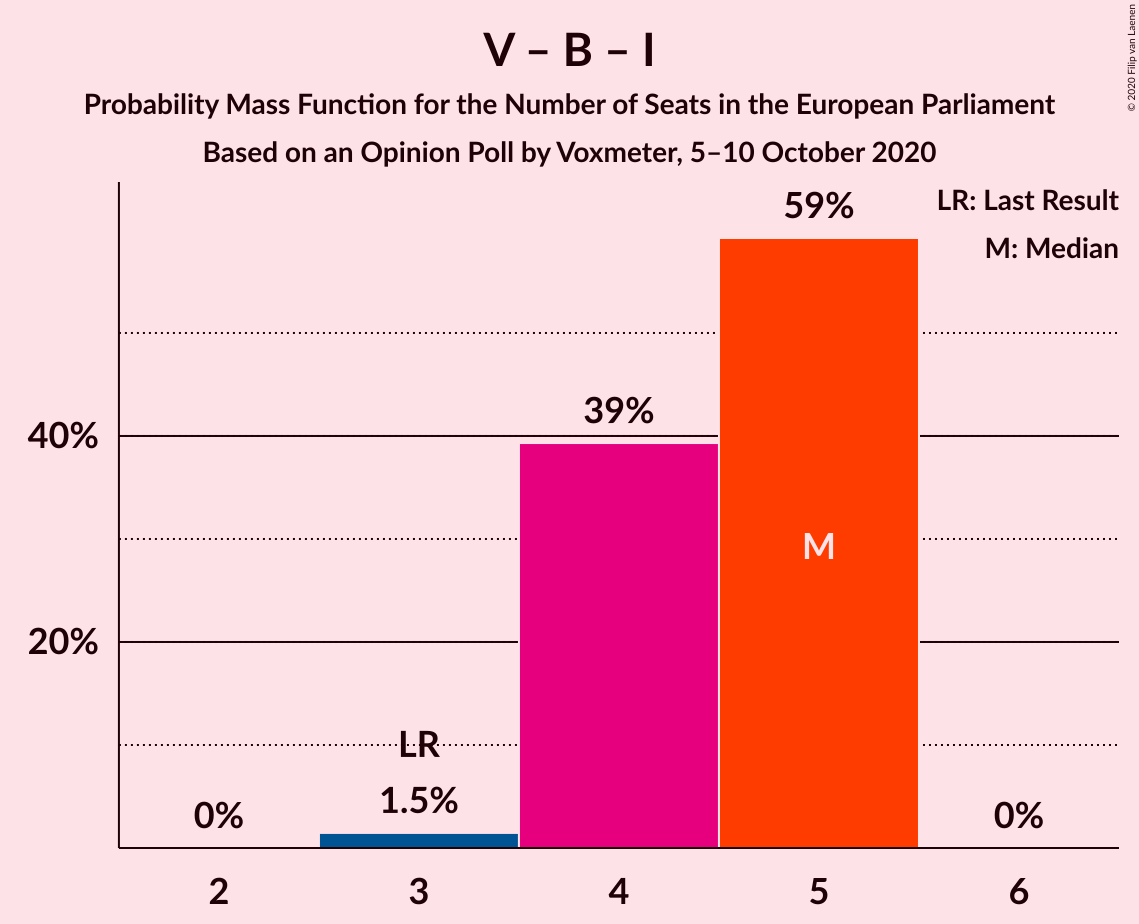 V – B – I
Probability Mass Function for the Number of Seats in the European Parliament
Based on an Opinion Poll by Voxmeter, 5–10 October 2020
© 2020 Filip van Laenen
LR: Last Result
M: Median
59%
39%
40%
M
20%
LR
1.5%
0%
0%
2 3 4 5 6